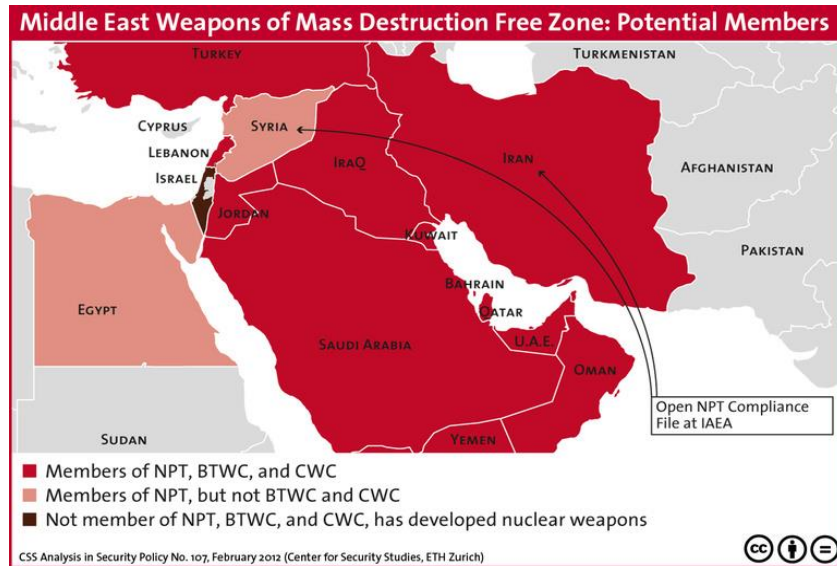 Middle East Weapons of Mass Destruction Free Zone: Potential Members
TURKEY
TURKMENISTAN
CYPRUS
SYRIA
LEBANON
IRAQ
IRAN
AFGHANISTAN
ISRAEL
JORDAN
KUWAIT
PAKISTAN
BAHRAIN
EGYPT
QATAR
SAUDI ARABIA
U.A.E.
OMAN
Open NPT Compliance
File at IAEA
SUDAN
YEMEN
Members of NPT, BTWC, and CWC
Members of NPT, but not BTWC and CWC
Not member of NPT, BTWC, and CWC, has developed nuclear weapons
CSS Analysis in Security Policy No. 107, February 2012 (Center for Security Studies, ETH Zurich)
cc